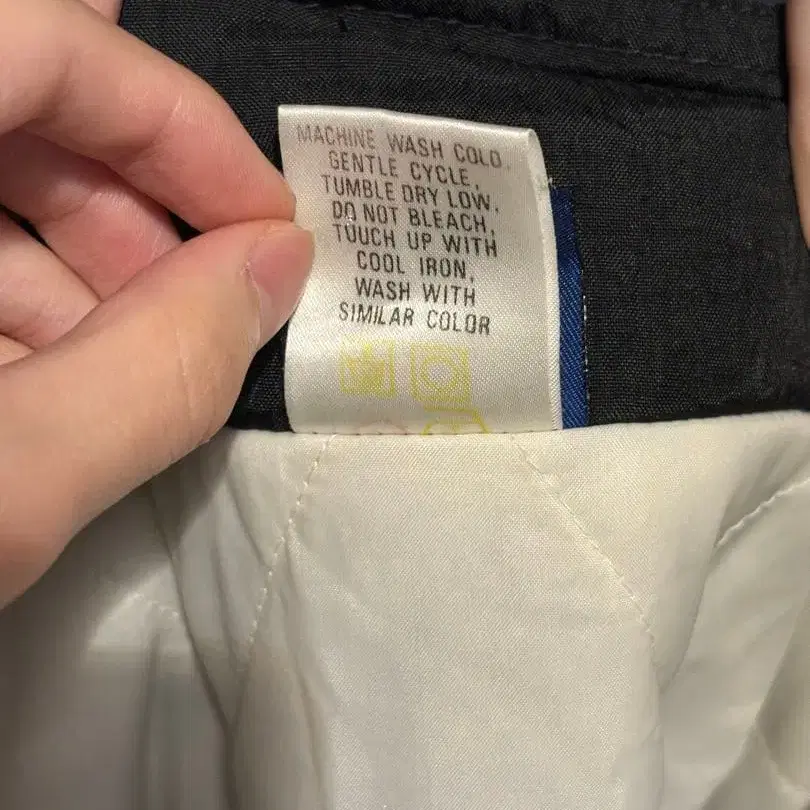 MACHINE WASH COLD.
GENTLE CYCLE,
TUMBLE DRY LOW.
DO NOT BLEACH,
TOUCH UP WITH
COOL IRON,
WASH WITH
SIMILAR COLOR